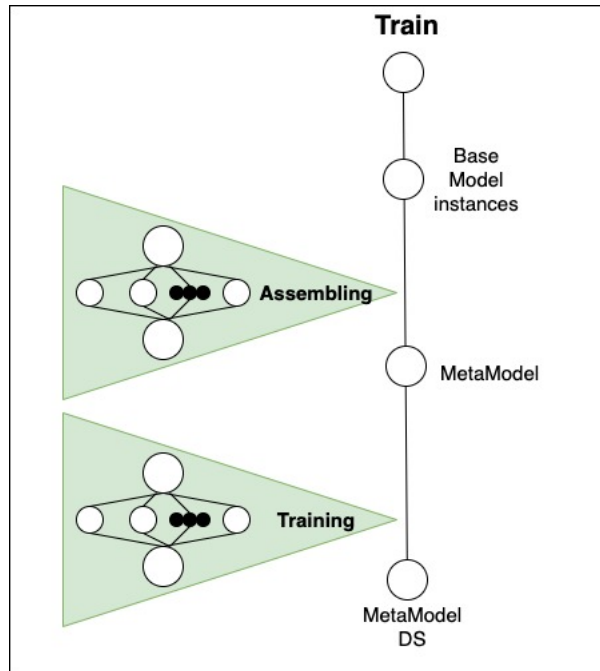 Train
Base
Model
instances
Assembling
MetaModel
Training
MetaModel
DS